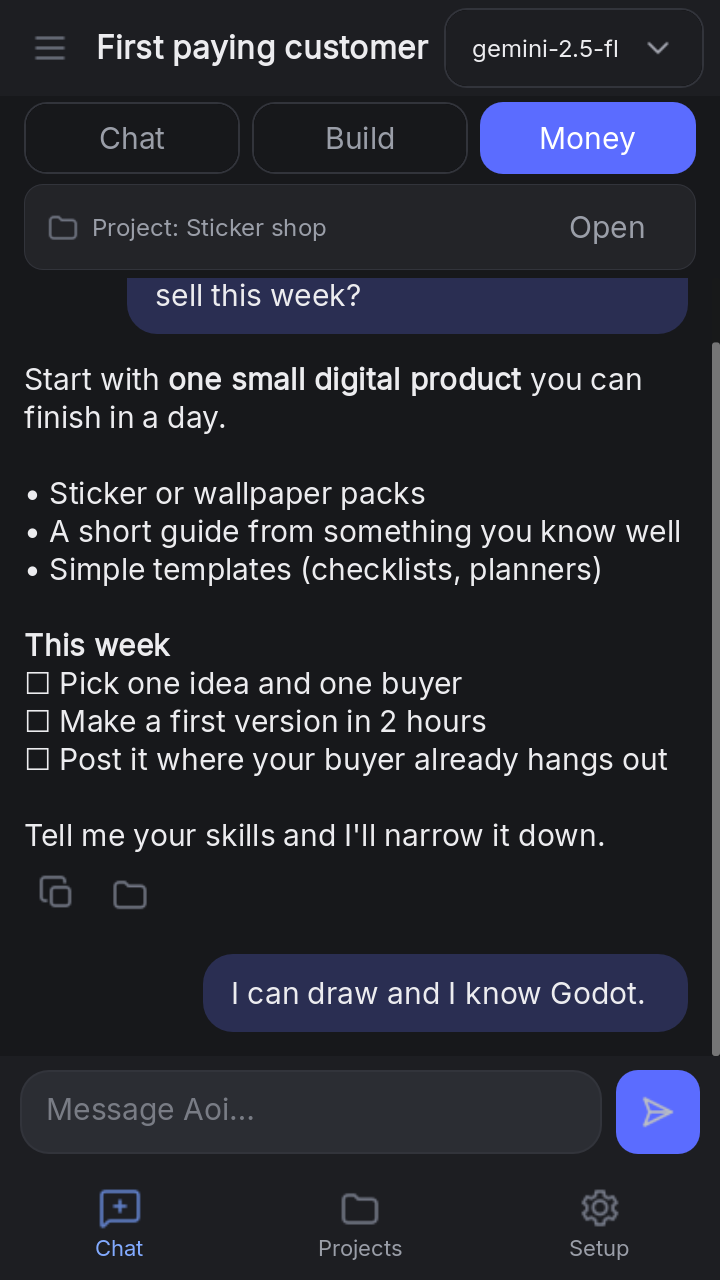 First paying customer
gemini-2.5-fl
Chat
Build
Money
Project: Sticker shop
Open
sell this week?
Start with one small digital product you can
finish in a day.
• Sticker or wallpaper packs
• A short guide from something you know well
• Simple templates (checklists, planners)
This week
☐ Pick one idea and one buyer
☐ Make a first version in 2 hours
☐ Post it where your buyer already hangs out
Tell me your skills and I'll narrow it down.
I can draw and I know Godot.
Message Aoi...
Chat
Projects
Setup